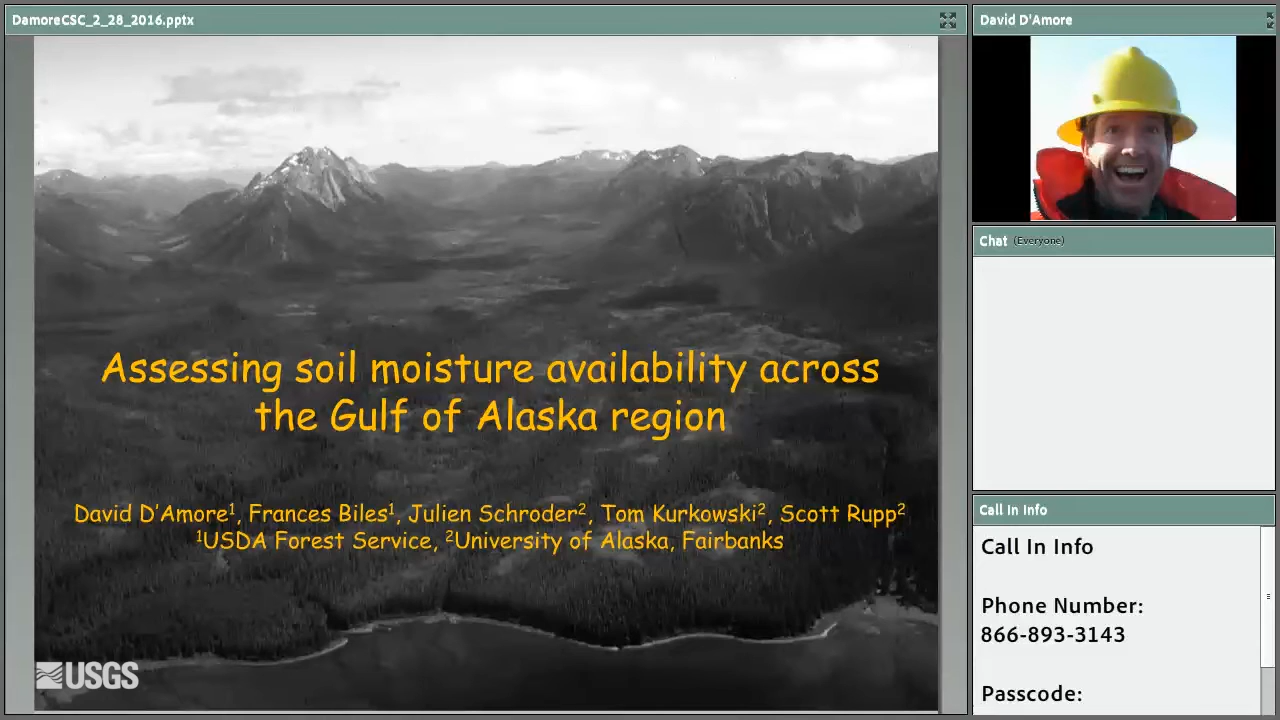 DamoreCSC_2_28_2016.pptx
Assessing soil moisture availability across
the Gulf of Alaska region
David D'Amore¹, Frances Biles¹, Julien Schroder², Tom Kurkowski², Scott Rupp²
¹USDA Forest Service, ²University of Alaska, Fairbanks
USGS
David D'Amore
Chat (Everyone)
Call In Info
Call In Info
Phone Number:
866-893-3143
Passcode: